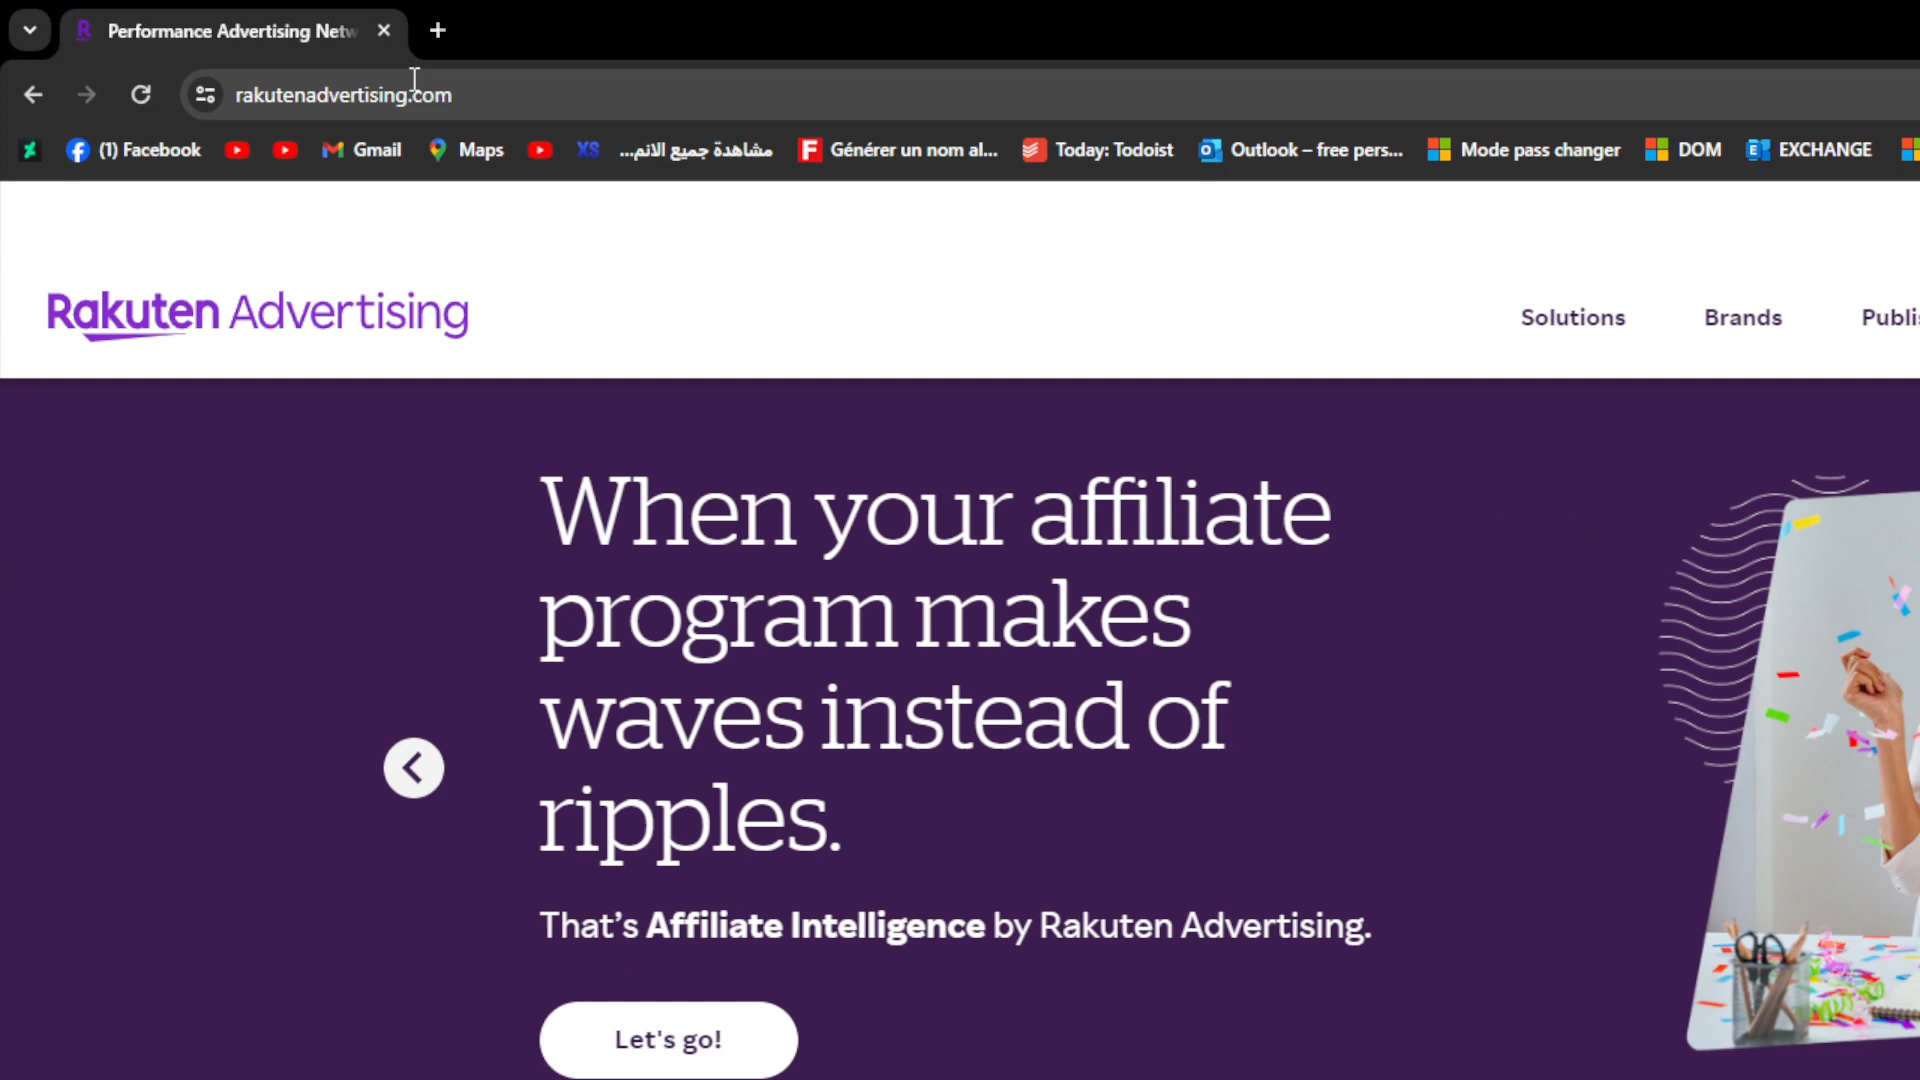 Performance Advertising Netw
rakutenadvertising.com
(1) Facebook Gmail Maps XS مشاهدة جميع الانم... Générer un nom al... Today: Todoist Outlook – free pers... Mode pass changer DOM EXCHANGE
Rakuten Advertising
Solutions Brands Publis
When your affiliate
program makes
waves instead of
ripples.
That's Affiliate Intelligence by Rakuten Advertising.
Let's go!